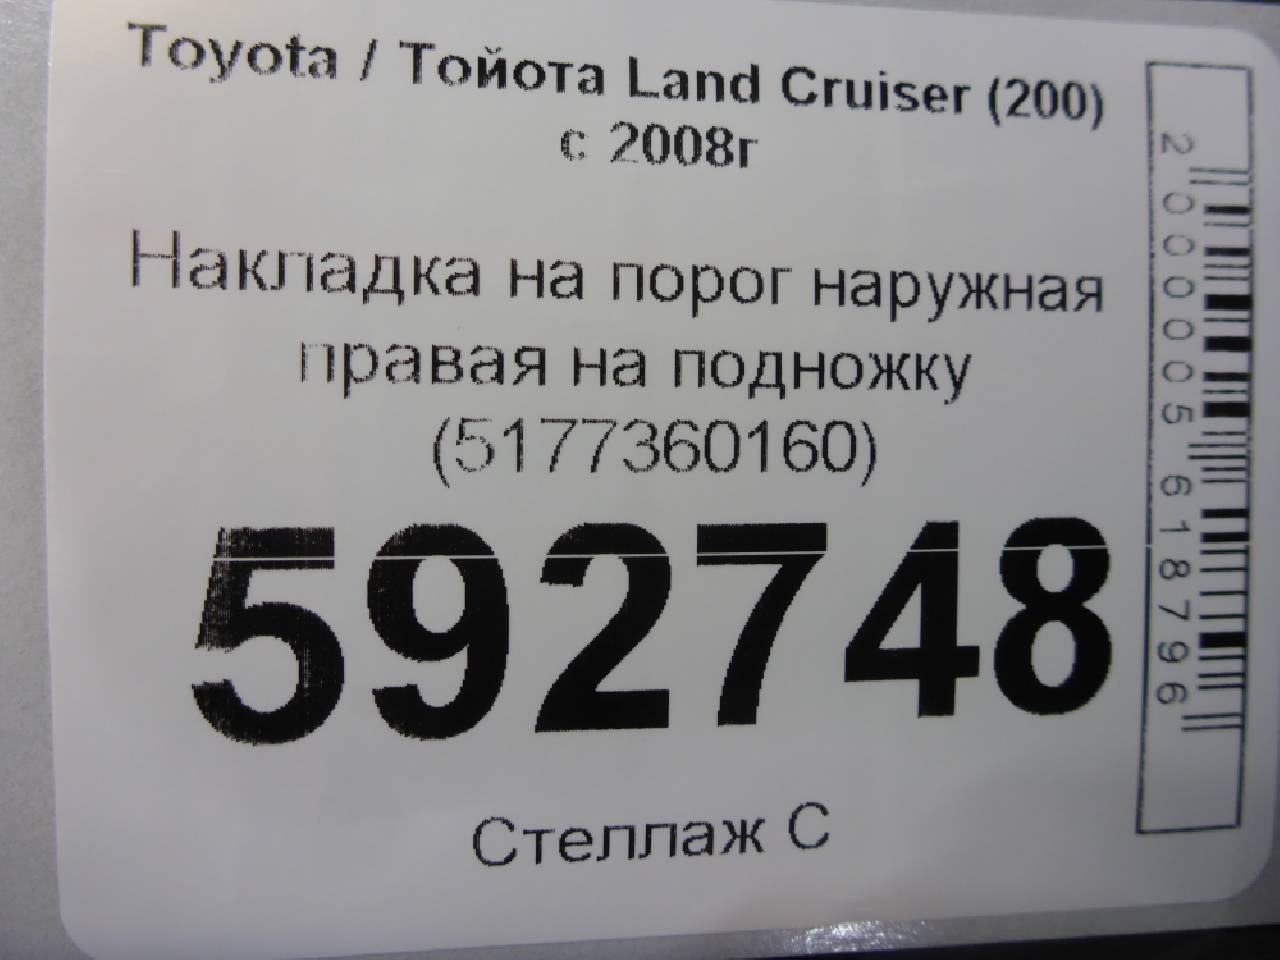 Toyota / Тойота Land Cruiser (200)
с 2008г
Накладка на порог наружная
правая на подножку
(5177360160)
592748
Стеллаж С
2000005618796